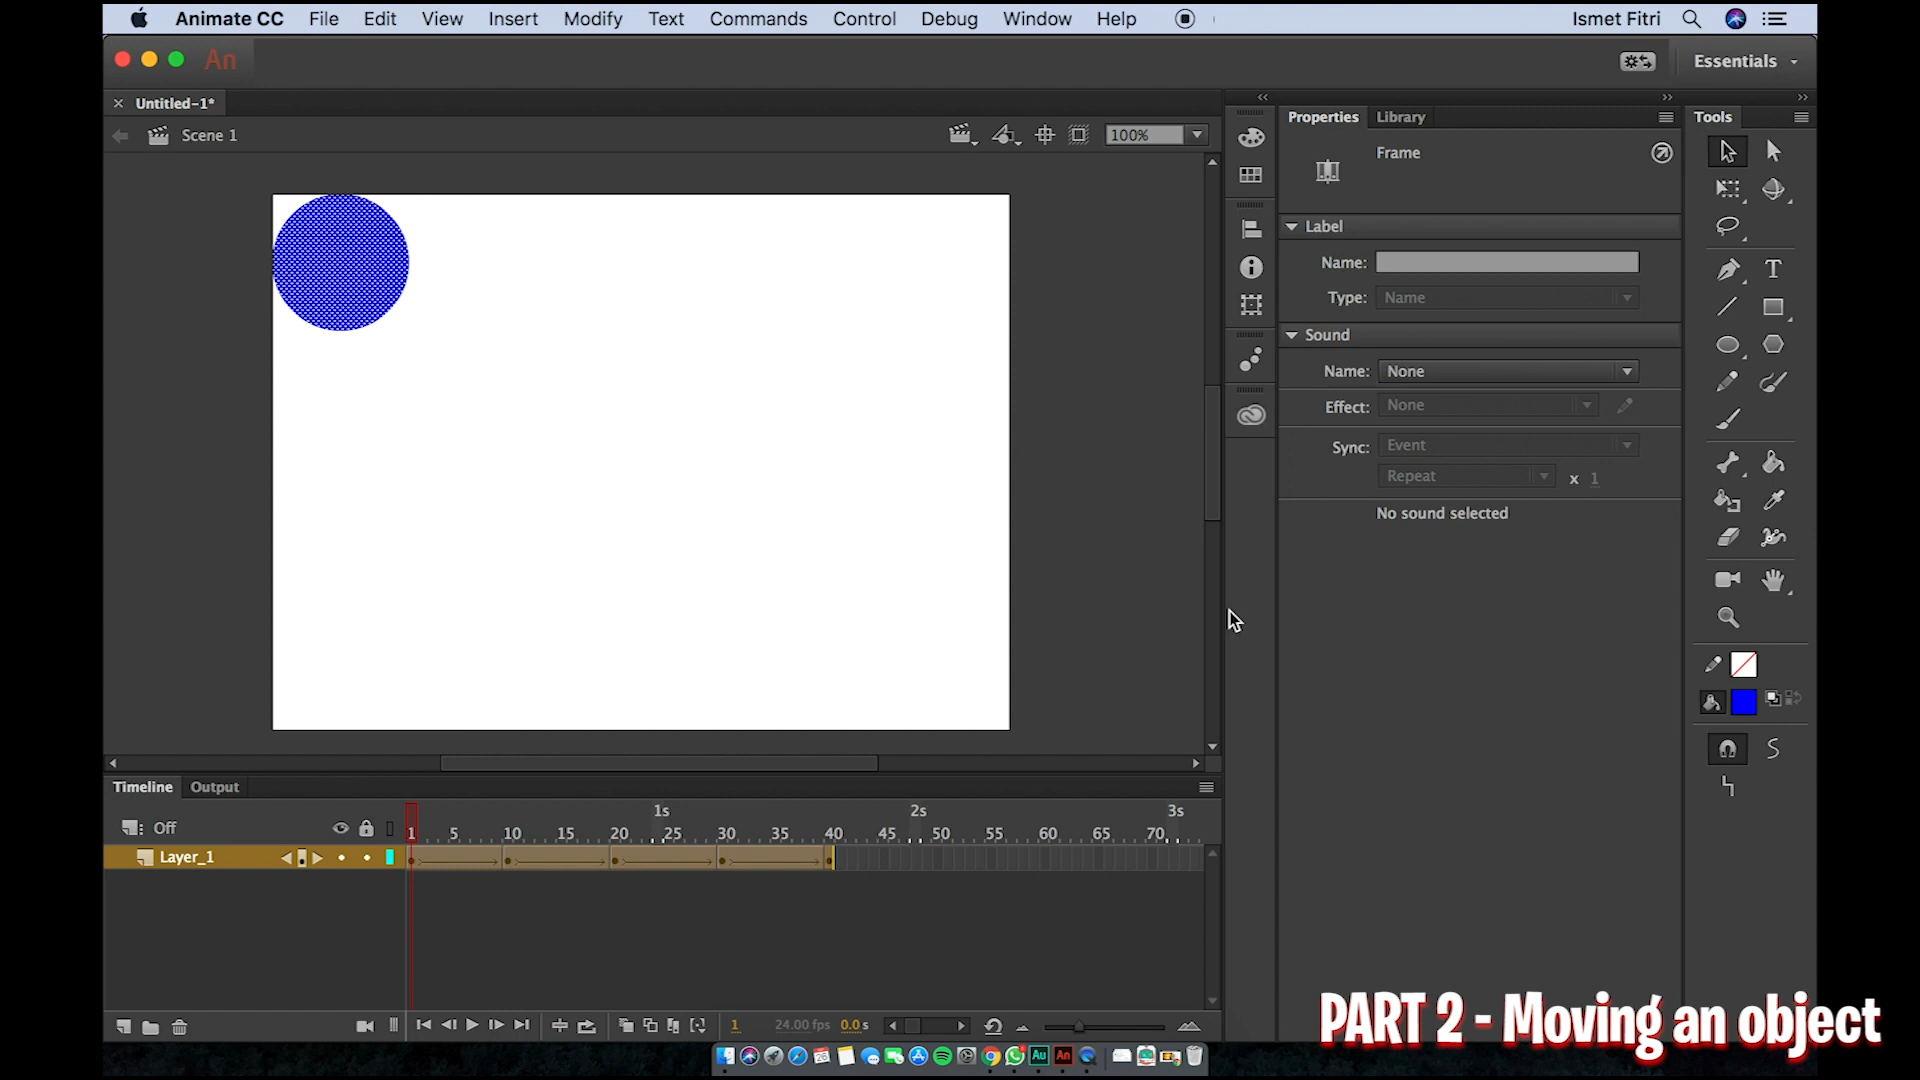 Animate CC File Edit View Insert Modify Text Commands Control Debug Window Help Ismet Fitri
An Essentials
Untitled-1*
Scene 1 100%
Properties Library Tools
Frame
Label
Name:
Type: Name
Sound
Name: None
Effect: None
Sync: Event
Repeat x 1
No sound selected
T
Timeline Output
1s 2s 3s
Off 1 5 10 15 20 25 30 35 40 45 50 55 60 65 70
Layer_1
1 24.00 fps 0.0 s
Au An
PART 2 - Moving an object